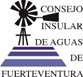 CONSEJO
INSULAR
DE AGUAS
DE
FUERTEVENTURA